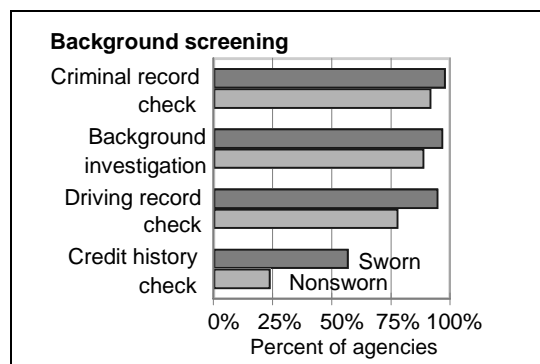 Background screening
Criminal record
check
Background
investigation
Driving record
check
Credit history
check
Sworn
Nonsworn
0% 25% 50% 75% 100%
Percent of agencies